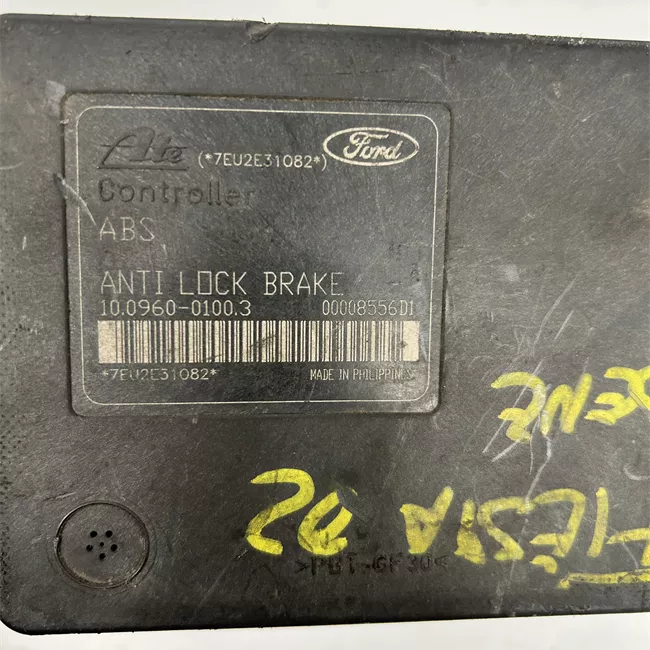 Ate (*7EU2E31082*) Ford
Controller
ABS
ANTI LOCK BRAKE
10.0960-0100.3 00008556D1
*7EU2E31082*
MADE IN PHILIPPINES
>PBT-GF30<